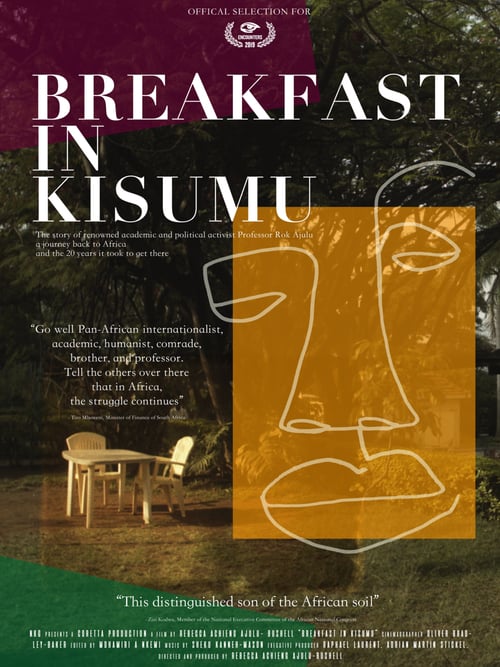 OFFICAL SELECTION FOR
ENCOUNTERS
2019
BREAKFAST
IN
KISUMU
The story of renowned academic and political activist Professor Rok Ajulu
a journey back to Africa
and the 20 years it took to get there
“Go well Pan-African internationalist,
academic, humanist, comrade,
brother, and professor.
Tell the others over there
that in Africa,
the struggle continues”
- Tito Mboweni, Minister of Finance of South Africa
“This distinguished son of the African soil”
- Zizi Kodwa, Member of the National Executive Committee of the African National Congress
PRESENTS A CORETTA PRODUCTION A FILM BY REBECCA ACHIENG AJULU- BUSHELL "BREAKFAST IN KISUMU" CINEMATOGRAPHER OLIVER BRAD-
LEY-BAKER EDITED BY MUHAMIMI A NKEMI MUSIC BY SHEKU KANNEH-MASON EXECUTIVE PRODUCER RAPHAEL LAURENT, ADRIAN MARTIN STICKEL,
DIRECTED AND PRODUCED BY REBECCA ACHIENG AJULU-BUSHELL